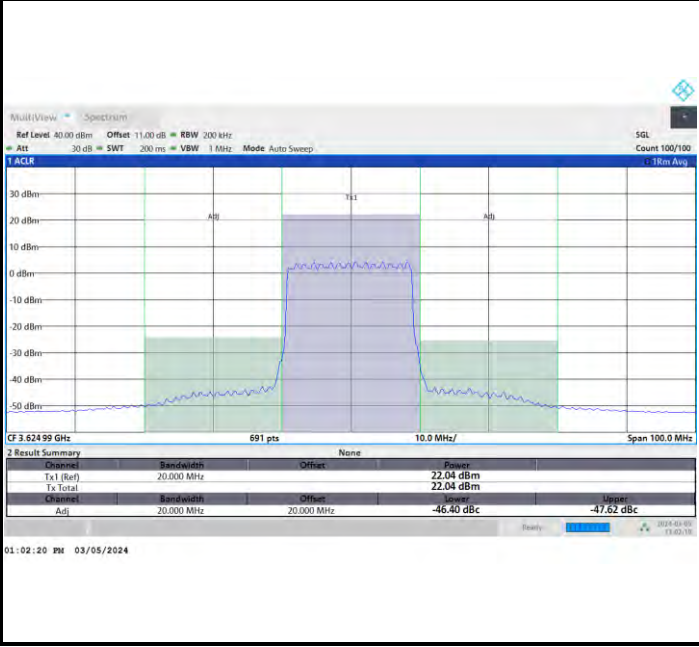 MultiView Spectrum
Ref Level 40.00 dBm Offset 11.00 dB RBW 200 kHz SGL
Att 30 dB SWT 200 ms VBW 1 MHz Mode Auto Sweep Count 100/100
1 ACLR 1Rm Avg
30 dBm
Tx1
20 dBm Adj Adj
10 dBm
0 dBm
-10 dBm
-20 dBm
-30 dBm
-40 dBm
-50 dBm
CF 3.624 99 GHz 691 pts 10.0 MHz/ Span 100.0 MHz
2 Result Summary None
Channel Bandwidth Offset Power
Tx1 (Ref) 20.000 MHz 22.04 dBm
Tx Total 22.04 dBm
Channel Bandwidth Offset Lower Upper
Adj 20.000 MHz 20.000 MHz -46.40 dBc -47.62 dBc
Ready
01:02:20 PM 03/05/2024